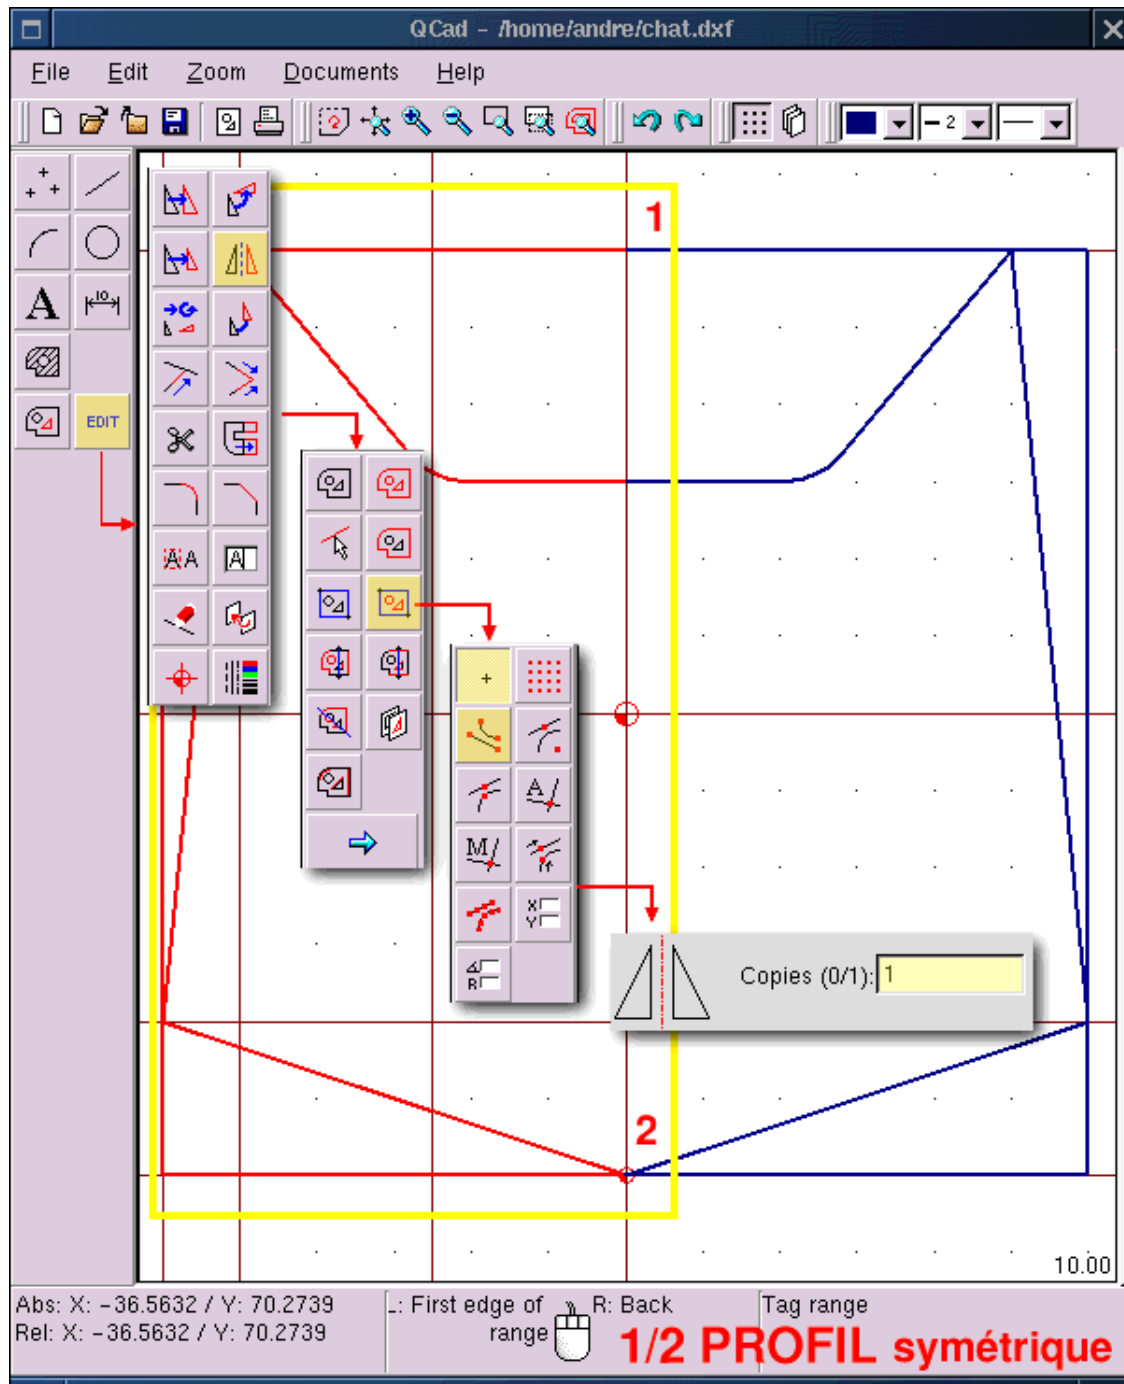 QCad - /home/andre/chat.dxf
File Edit Zoom Documents Help
2
A 10
EDIT
A A A
A
M
X
Y
R
1
Copies (0/1): 1
2
10.00
Abs: X: -36.5632 / Y: 70.2739
Rel: X: -36.5632 / Y: 70.2739
L: First edge of
range
R: Back
Tag range
1/2 PROFIL symétrique